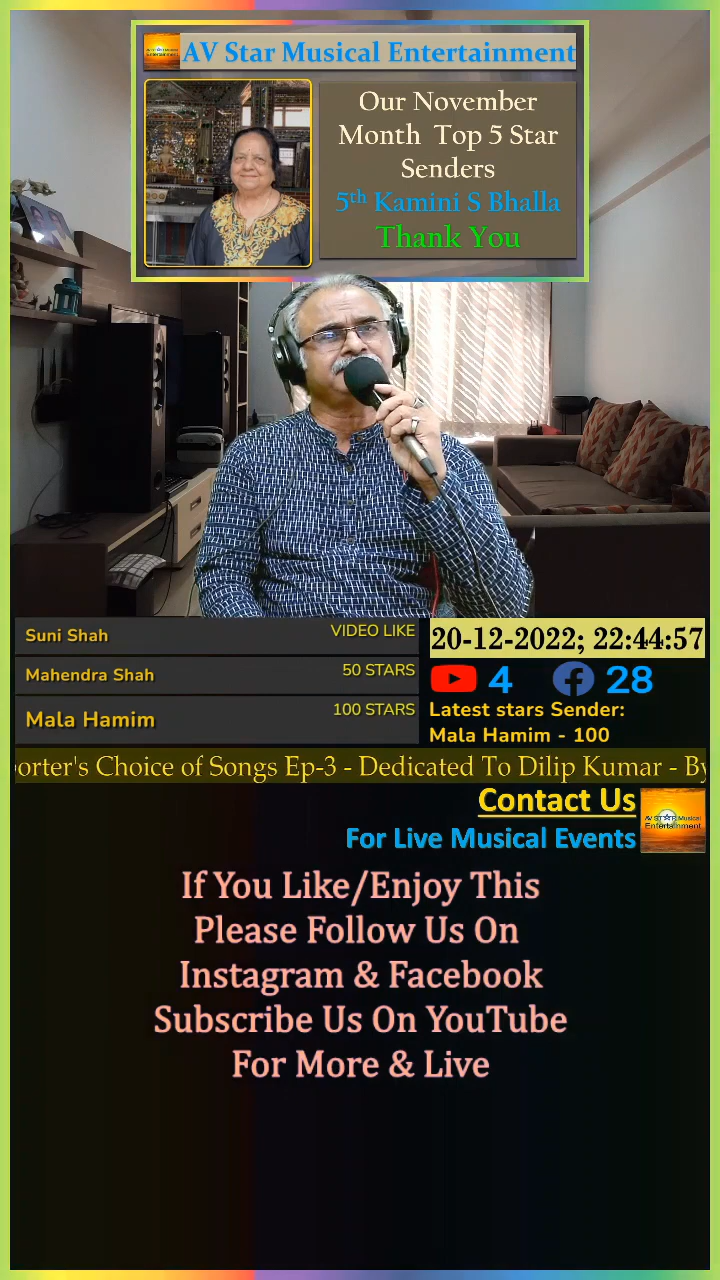 AV Star Musical Entertainment
Our November
Month Top 5 Star
Senders
5th Kamini S Bhalla
Thank You
Suni Shah VIDEO LIKE
Mahendra Shah 50 STARS
Mala Hamim 100 STARS
20-12-2022; 22:44:57
4 28
Latest stars Sender:
Mala Hamim - 100
orter's Choice of Songs Ep-3 - Dedicated To Dilip Kumar - By
Contact Us
For Live Musical Events
AV STAR Musical
Entertainment
If You Like/Enjoy This
Please Follow Us On
Instagram & Facebook
Subscribe Us On YouTube
For More & Live